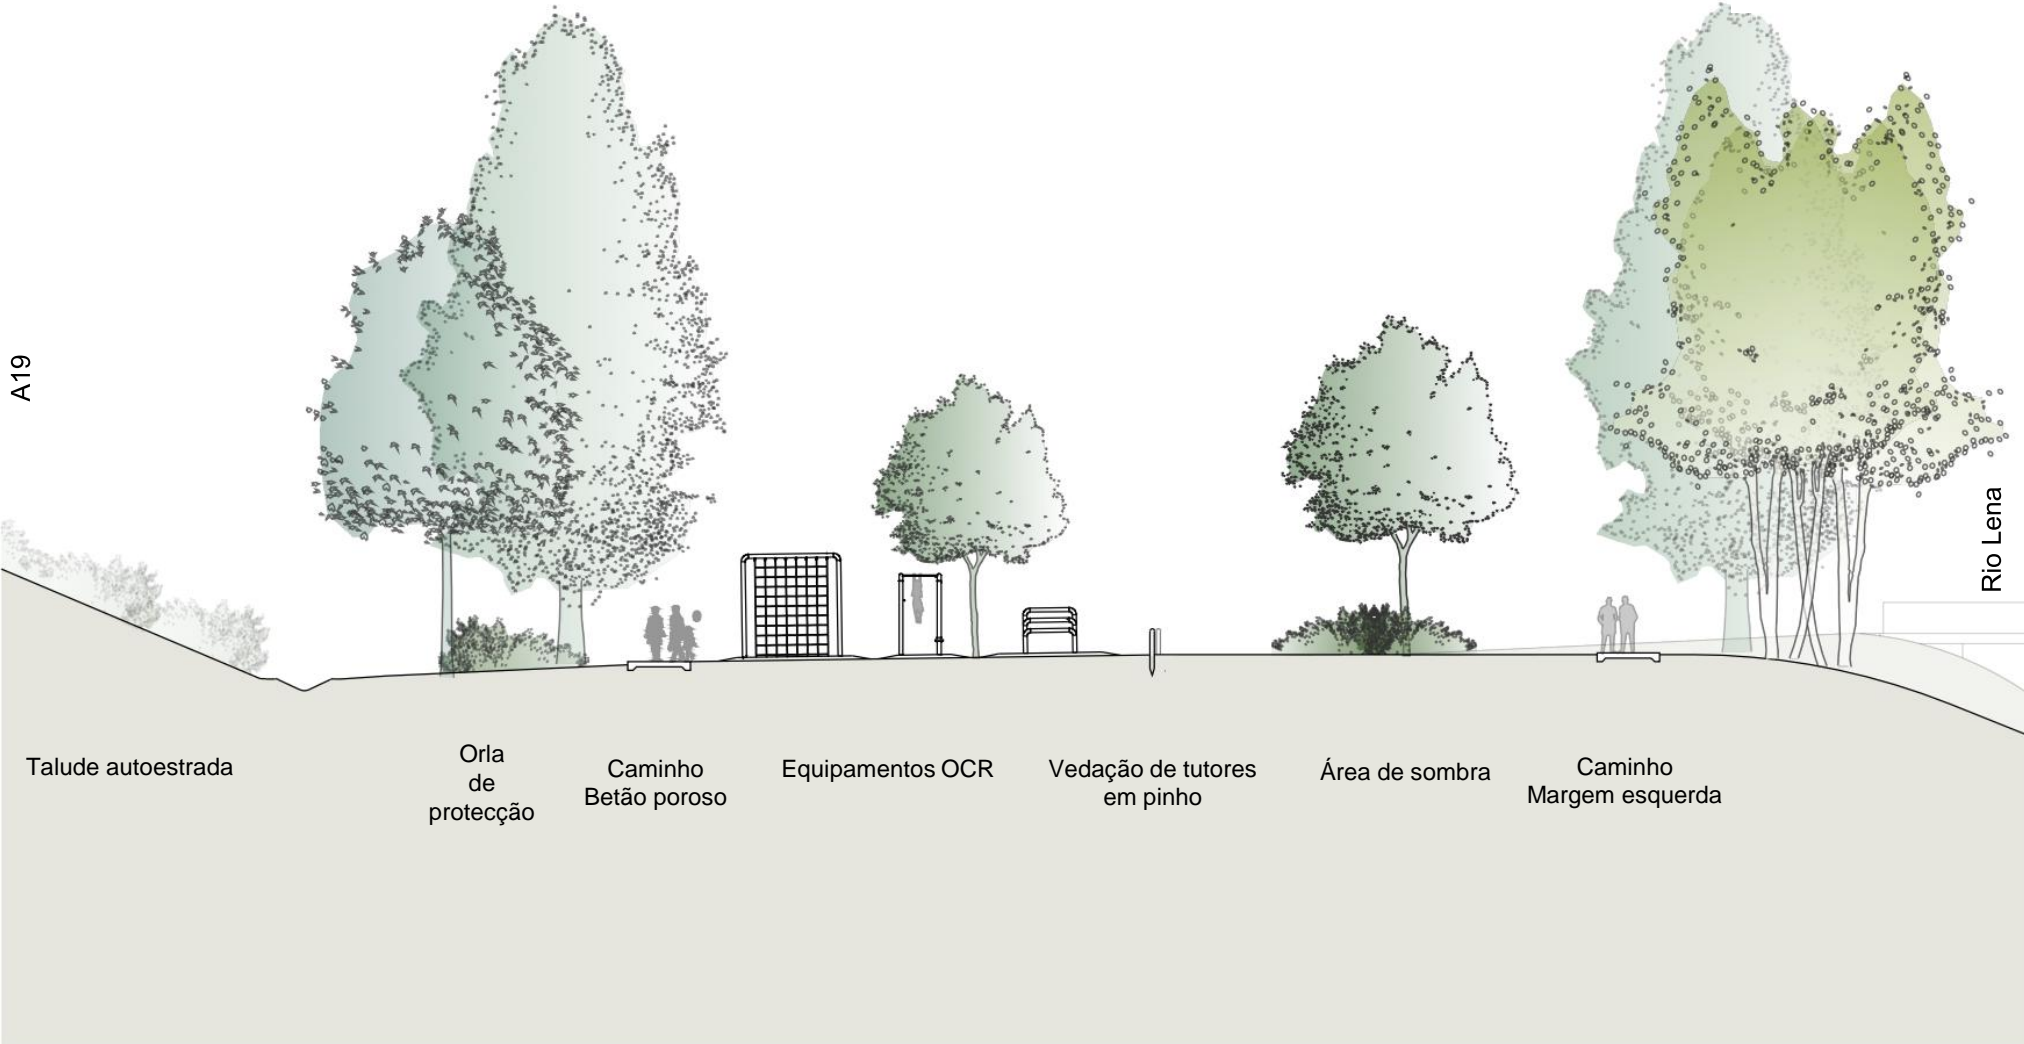 A19
Rio Lena
Talude autoestrada
Orla
de
protecção
Caminho
Betão poroso
Equipamentos OCR
Vedação de tutores
em pinho
Área de sombra
Caminho
Margem esquerda